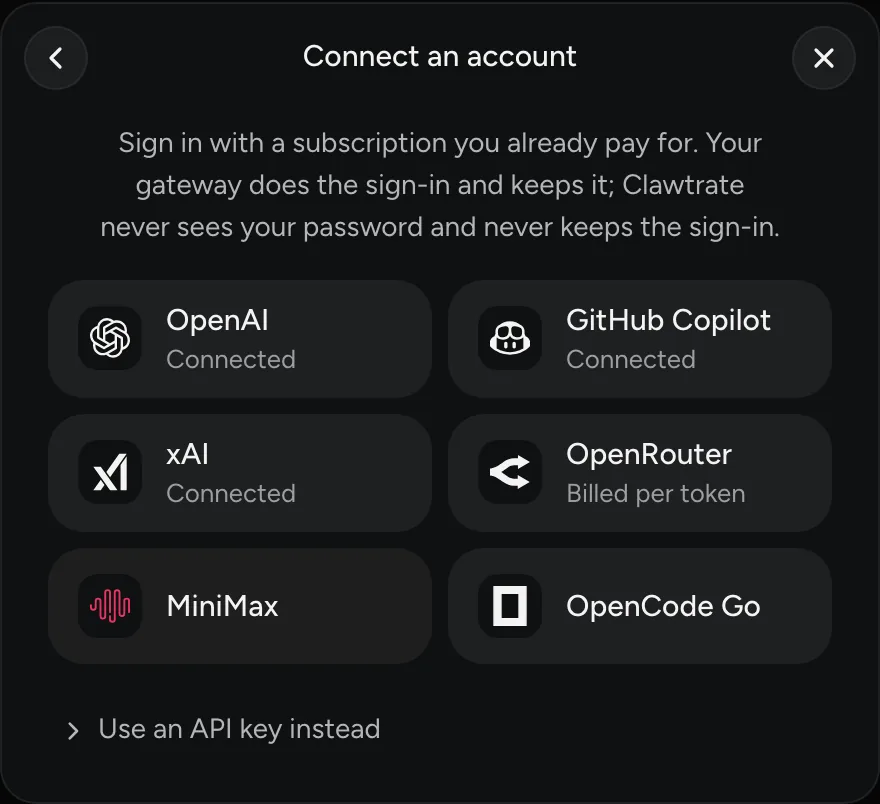 Connect an account
Sign in with a subscription you already pay for. Your
gateway does the sign-in and keeps it; Clawtrate
never sees your password and never keeps the sign-in.
OpenAI
Connected
GitHub Copilot
Connected
xAI
Connected
OpenRouter
Billed per token
MiniMax
OpenCode Go
Use an API key instead